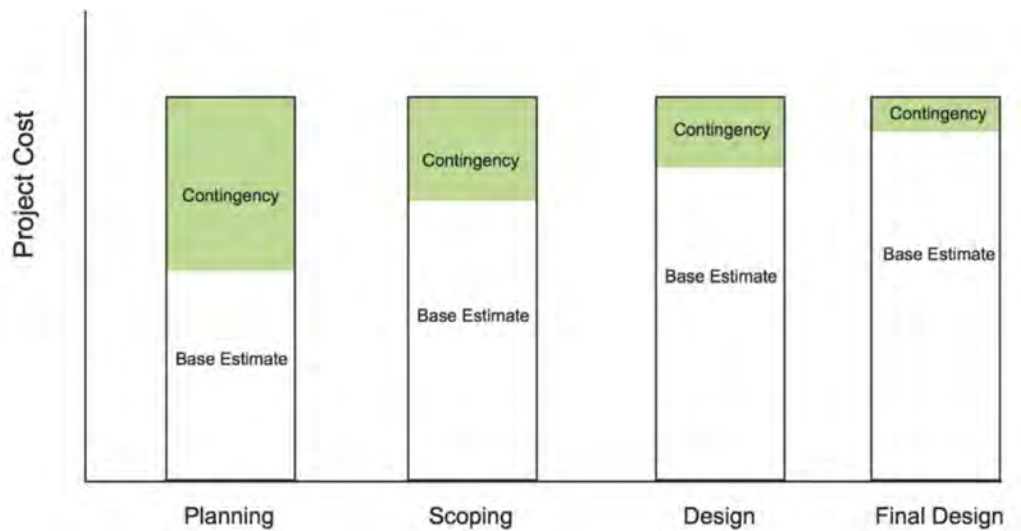 Project Cost
Contingency
Base Estimate
Contingency
Base Estimate
Contingency
Base Estimate
Contingency
Base Estimate
Planning
Scoping
Design
Final Design